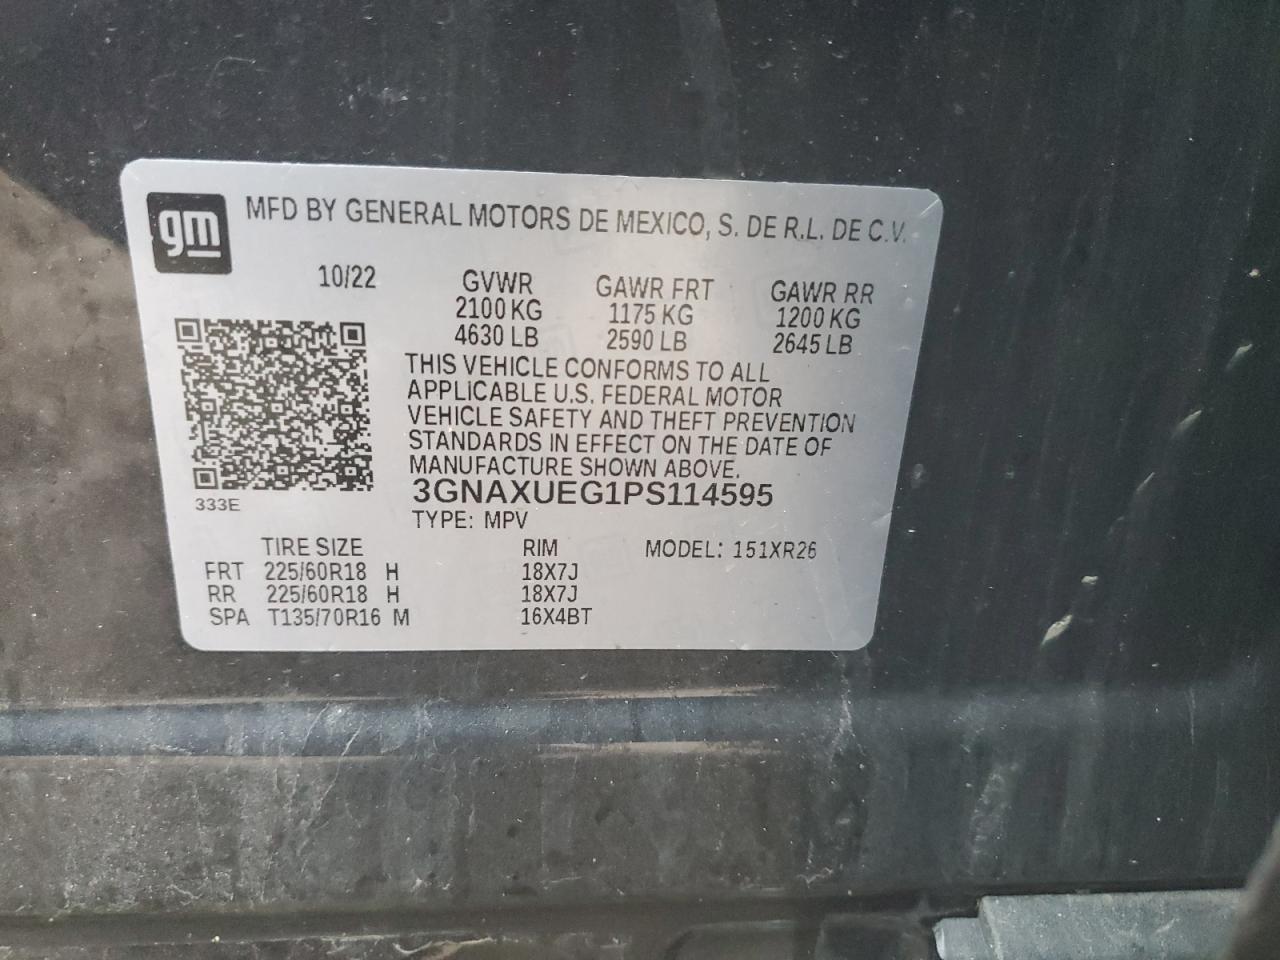 gm MFD BY GENERAL MOTORS DE MEXICO, S. DE R.L. DE C.V.
10/22 GVWR GAWR FRT GAWR RR
2100 KG 1175 KG 1200 KG
4630 LB 2590 LB 2645 LB
THIS VEHICLE CONFORMS TO ALL
APPLICABLE U.S. FEDERAL MOTOR
VEHICLE SAFETY AND THEFT PREVENTION
STANDARDS IN EFFECT ON THE DATE OF
MANUFACTURE SHOWN ABOVE.
3GNAXUEG1PS114595
333E
TYPE: MPV
TIRE SIZE RIM MODEL: 151XR26
FRT 225/60R18 H 18X7J
RR 225/60R18 H 18X7J
SPA T135/70R16 M 16X4BT